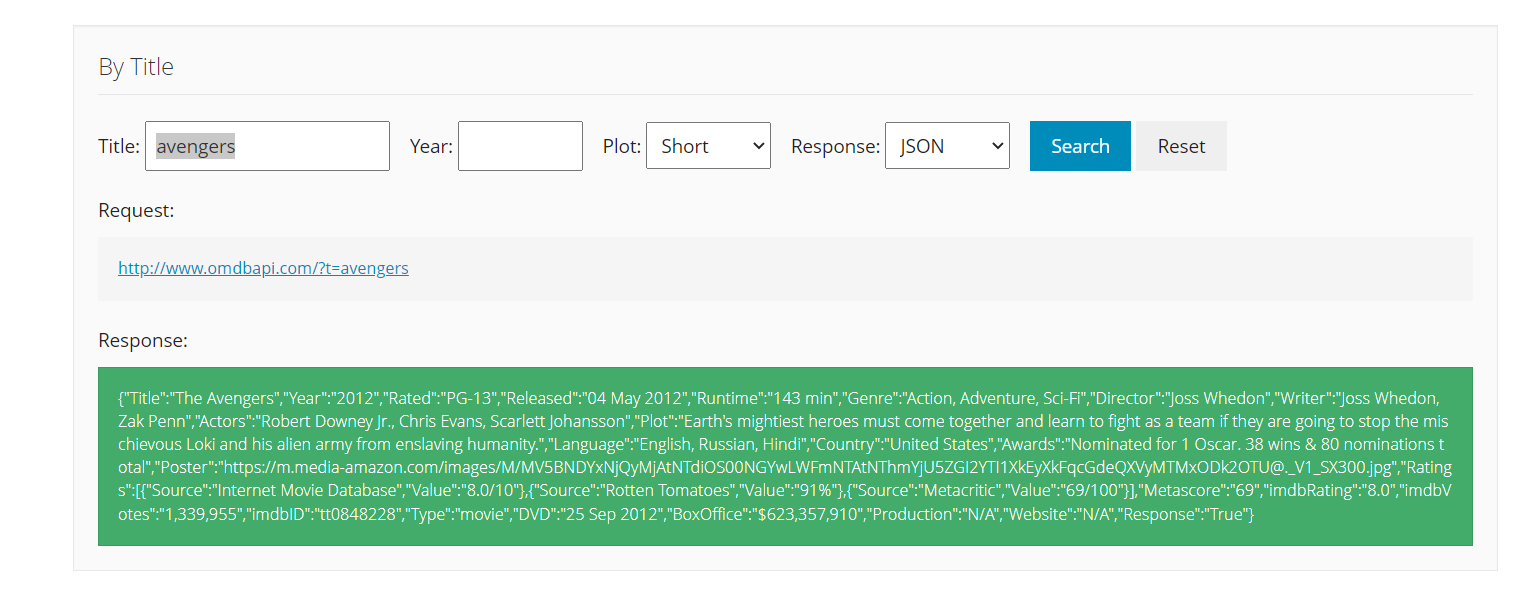 By Title
Title: avengers Year: Plot: Short Response: JSON Search Reset
Request:
http://www.omdbapi.com/?t=avengers
Response:
{"Title":"The Avengers","Year":"2012","Rated":"PG-13","Released":"04 May 2012","Runtime":"143 min","Genre":"Action, Adventure, Sci-Fi","Director":"Joss Whedon","Writer":"Joss Whedon,
Zak Penn","Actors":"Robert Downey Jr., Chris Evans, Scarlett Johansson","Plot":"Earth's mightiest heroes must come together and learn to fight as a team if they are going to stop the mis
chievous Loki and his alien army from enslaving humanity.","Language":"English, Russian, Hindi","Country":"United States","Awards":"Nominated for 1 Oscar. 38 wins & 80 nominations t
otal","Poster":"https://m.media-amazon.com/images/M/MV5BNDYxNjQyMjAtNTdiOS00NGYwLWFmNTAtNThmYjU5ZGI2YTI1XkEyXkFqcGdeQXVyMTMxODk2OTU@._V1_SX300.jpg","Rating
s":[{"Source":"Internet Movie Database","Value":"8.0/10"},{"Source":"Rotten Tomatoes","Value":"91%"},{"Source":"Metacritic","Value":"69/100"}],"Metascore":"69","imdbRating":"8.0","imdbV
otes":"1,339,955","imdbID":"tt0848228","Type":"movie","DVD":"25 Sep 2012","BoxOffice":"$623,357,910","Production":"N/A","Website":"N/A","Response":"True"}